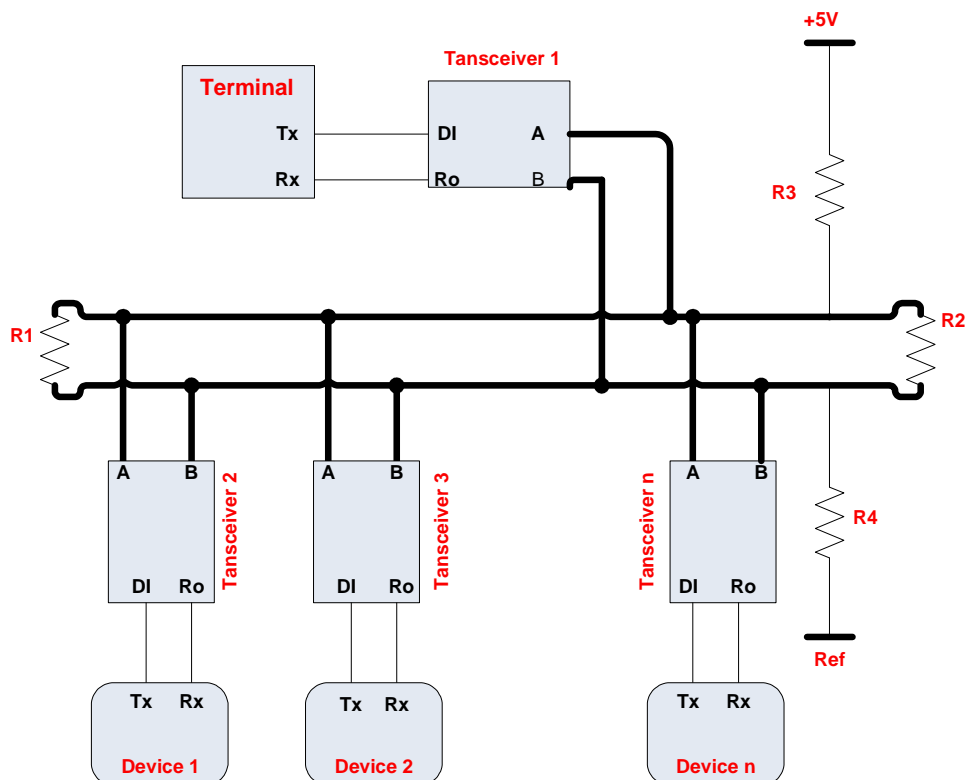 +5V
Tansceiver 1
Terminal
Tx
DI
A
Rx
Ro
B
R3
R1
R2
A
B
A
B
A
B
Tansceiver 2
Tansceiver 3
Tansceiver n
R4
DI
Ro
DI
Ro
DI
Ro
Ref
Tx
Rx
Tx
Rx
Tx
Rx
Device 1
Device 2
Device n